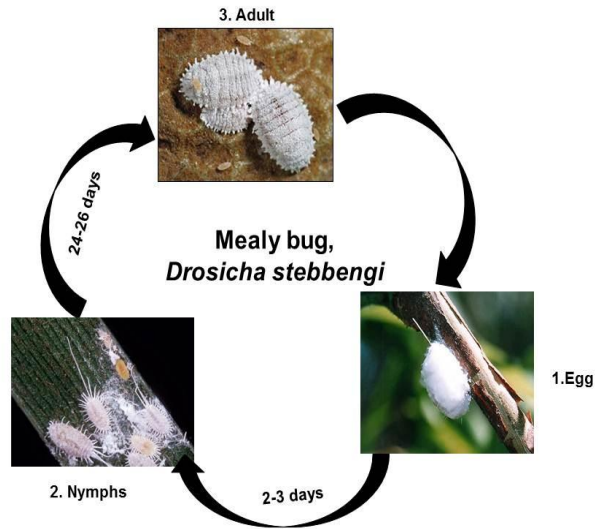 3. Adult
24-26 days
Mealy bug,
Drosicha stebbengi
1.Egg
2. Nymphs
2-3 days